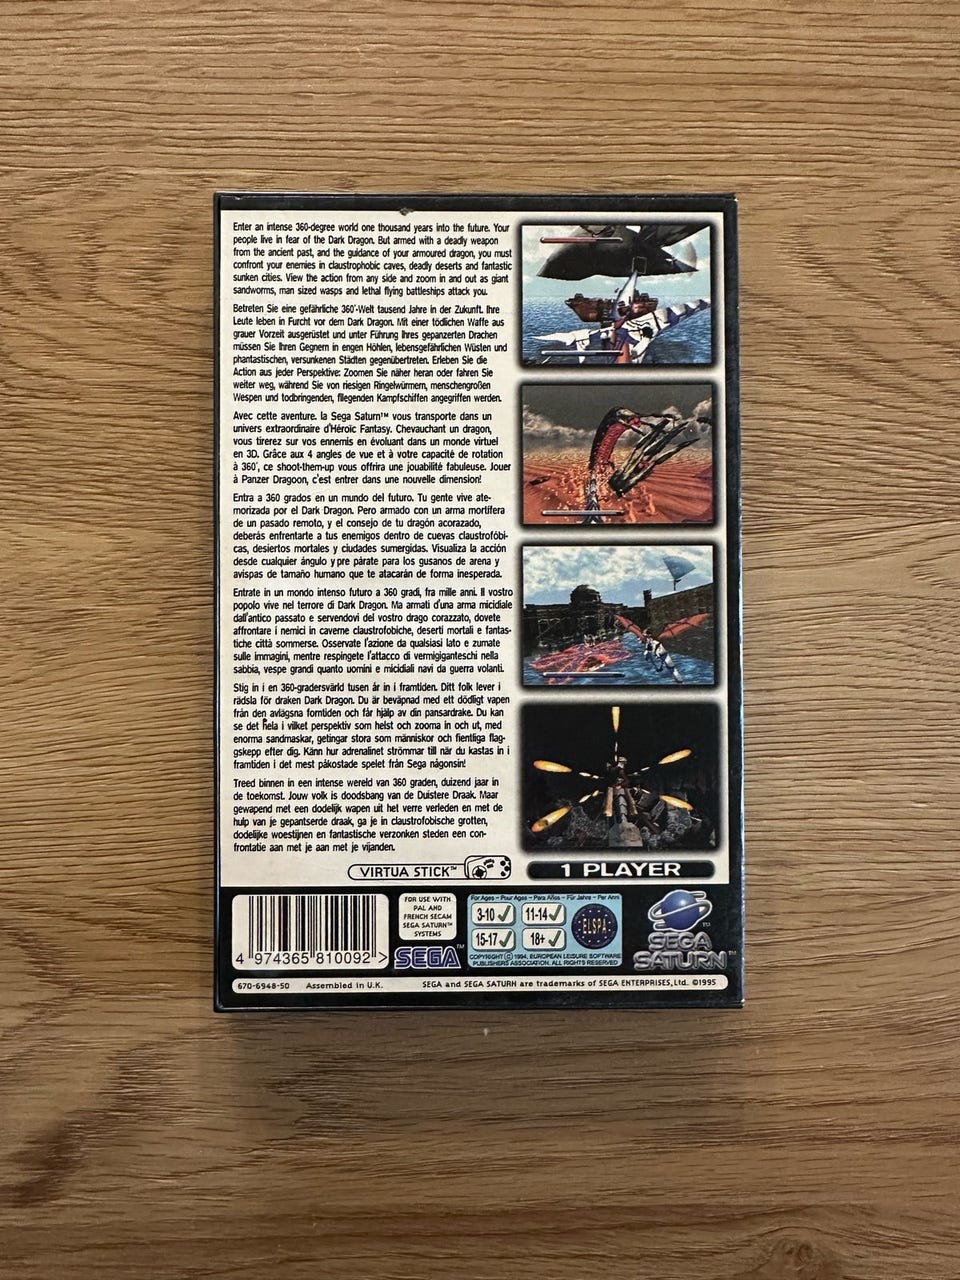 Enter an intense 360-degree world one thousand years into the future. Your
people live in fear of the Dark Dragon. But armed with a deadly weapon
from the ancient past, and the guidance of your armoured dragon, you must
confront your enemies in claustrophobic caves, deadly deserts and fantastic
sunken cities. View the action from any side and zoom in and out as giant
sandworms, man sized wasps and lethal flying battleships attack you.
Betreten Sie eine gefährliche 360°-Welt tausend Jahre in der Zukunft. Ihre
Leute leben in Furcht vor dem Dark Dragon. Mit einer tödlichen Waffe aus
grauer Vorzeit ausgerüstet und unter Führung Ihres gepanzerten Drachen
müssen Sie Ihren Gegnern in engen Höhlen, lebensgefährlichen Wüsten und
phantastischen, versunkenen Städten gegenübertreten. Erleben Sie die
Action aus jeder Perspektive: Zoomen Sie näher heran oder fahren Sie
weiter weg, während Sie von riesigen Ringelwürmern, menschengroßen
Wespen und todbringenden, fliegenden Kampfschiffen angegriffen werden.
Avec cette aventure. la Sega Saturn™ vous transporte dans un
univers extraordinaire d'Héroïc Fantasy. Chevauchant un dragon,
vous tirerez sur vos ennemis en évoluant dans un monde virtuel
en 3D. Grâce aux 4 angles de vue et à votre capacité de rotation
à 360°, ce shoot-them-up vous offrira une jouabilité fabuleuse. Jouer
à Panzer Dragoon, c'est entrer dans une nouvelle dimension!
Entra a 360 grados en un mundo del futuro. Tu gente vive ate-
morizada por el Dark Dragon. Pero armado con un arma mortífera
de un pasado remoto, y el consejo de tu dragón acorazado,
deberás enfrentarte a tus enemigos dentro de cuevas claustrofóbi-
cas, desiertos mortales y ciudades sumergidas. Visualiza la acción
desde cualquier ángulo y pre párate para los gusanos de arena y
avispas de tamaño humano que te atacarán de forma inesperada.
Entrate in un mondo intenso futuro a 360 gradi, fra mille anni. Il vostro
popolo vive nel terrore di Dark Dragon. Ma armati d'una arma micidiale
dall'antico passato e servendovi del vostro drago corazzato, dovete
affrontare i nemici in caverne claustrofobiche, deserti mortali e fantas-
tiche città sommerse. Osservate l'azione da qualsiasi lato e zumate
sulle immagini, mentre respingete l'attacco di vermigiganteschi nella
sabbia, vespe grandi quanto uomini e micidiali navi da guerra volanti.
Stig in i en 360-gradersvärld tusen år in i framtiden. Ditt folk lever i
rädsla för draken Dark Dragon. Du är beväpnad med ett dödligt vapen
från den avlägsna forntiden och får hjälp av din pansardrake. Du kan
se det hela i vilket perspektiv som helst och zooma in och ut, med
enorma sandmaskar, getingar stora som människor och fientliga flag-
gskepp efter dig. Känn hur adrenalinet strömmar till när du kastas in i
framtiden i det mest påkostade spelet från Sega någonsin!
Treed binnen in een intense wereld van 360 graden, duizend jaar in
de toekomst. Jouw volk is doodsbang van de Duistere Draak. Maar
gewapend met een dodelijk wapen uit het verre verleden en met de
hulp van je gepantserde draak, ga je in claustrofobische grotten,
dodelijke woestijnen en fantastische verzonken steden een con-
frontatie aan met je aan met je vijanden.
VIRTUA STICK™
1 PLAYER
4 974365 810092 >
FOR USE WITH
PAL AND
FRENCH SECAM
SEGA SATURN™
SYSTEMS
SEGA™
For Ages - Pour Ages - Para Años - Für Jahre - Per Anni
3-10 11-14
15-17 18+
ELSPA
COPYRIGHT © 1994, EUROPEAN LEISURE SOFTWARE
PUBLISHERS ASSOCIATION. ALL RIGHTS RESERVED
SEGA
SATURN™
670-6948-50 Assembled in U.K. SEGA and SEGA SATURN are trademarks of SEGA ENTERPRISES, Ltd. ©1995